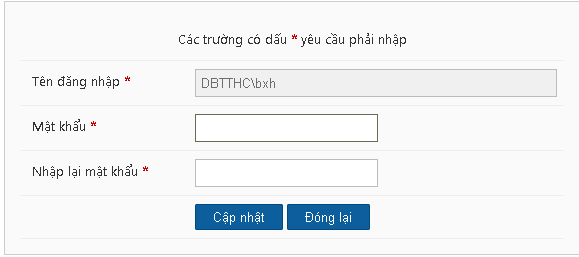 Các trường có dấu * yêu cầu phải nhập
Tên đăng nhập * DBTTHC\bxh
Mật khẩu *
Nhập lại mật khẩu *
Cập nhật Đóng lại